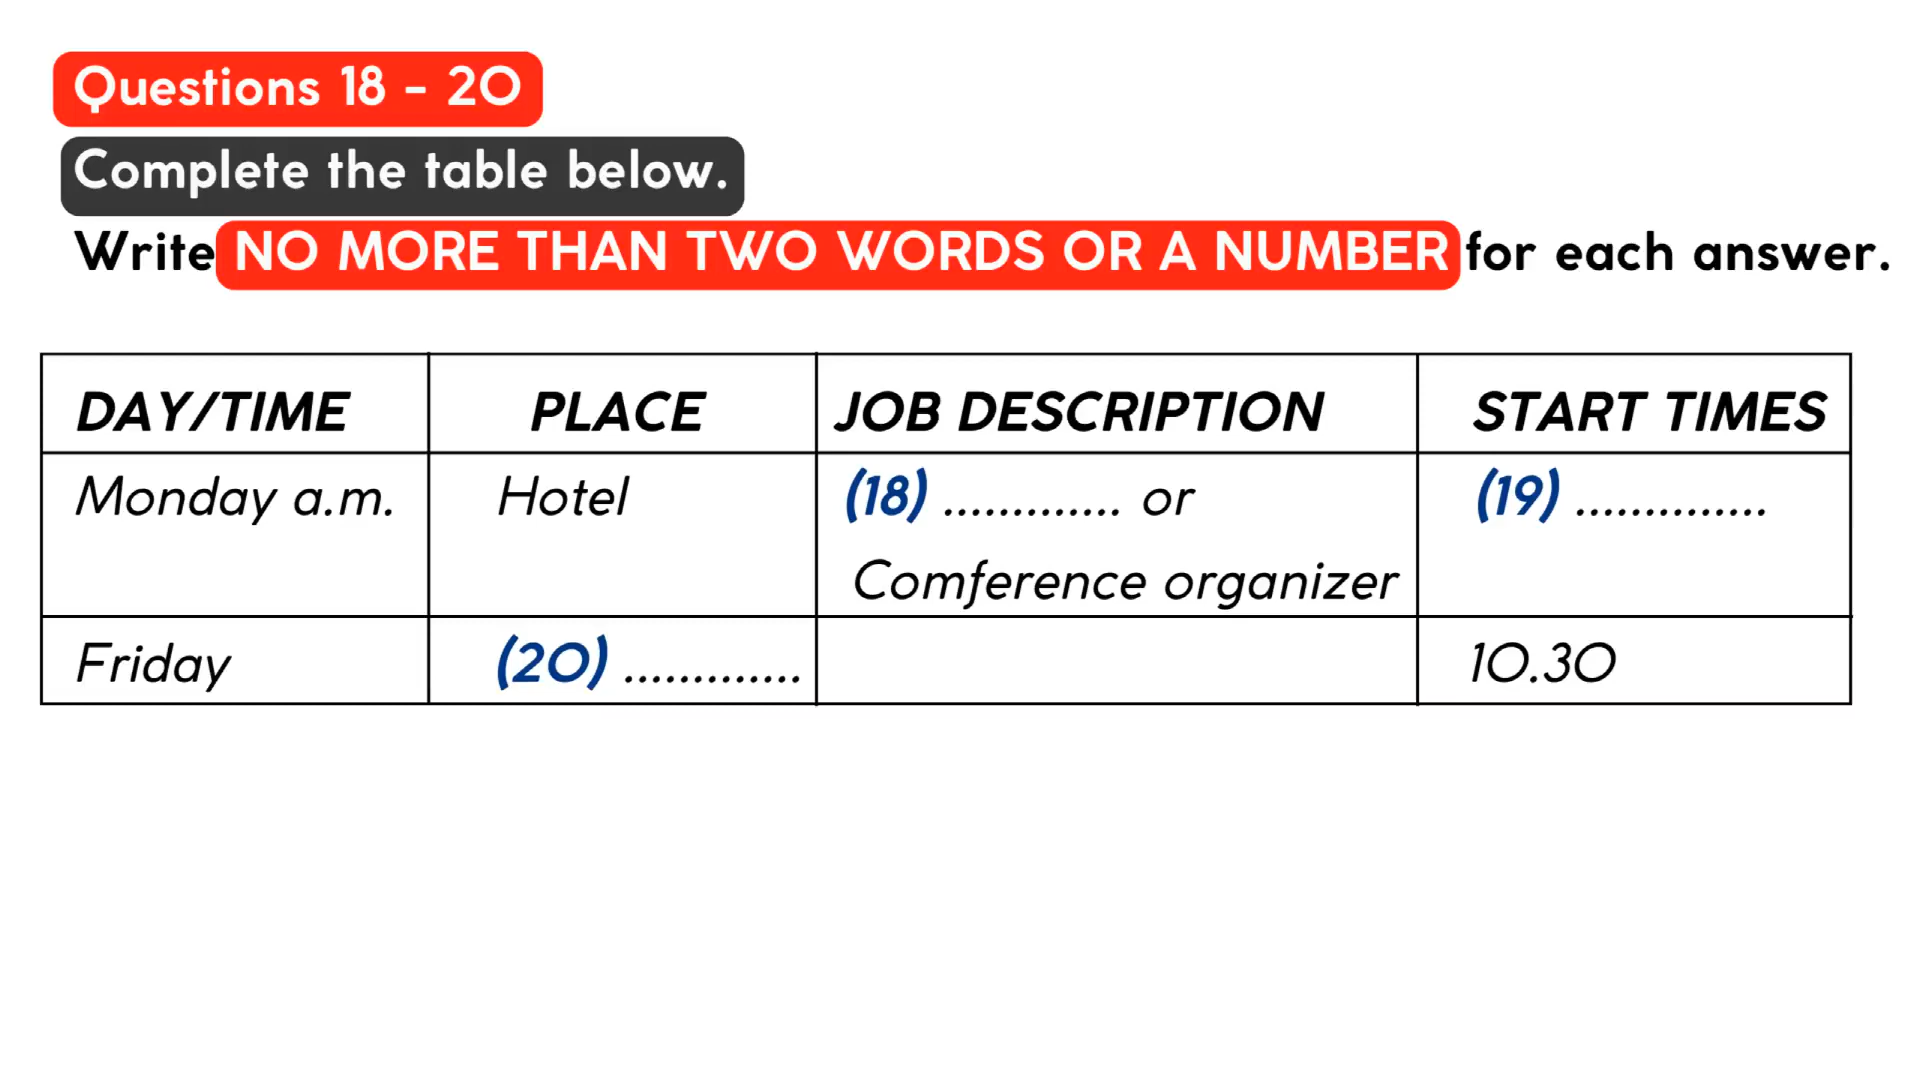 Questions 18 - 20
Complete the table below.
Write NO MORE THAN TWO WORDS OR A NUMBER for each answer.
DAY/TIME PLACE JOB DESCRIPTION START TIMES
Monday a.m. Hotel (18) ............. or (19) ..............
Comference organizer
Friday (20) ............. 10.30